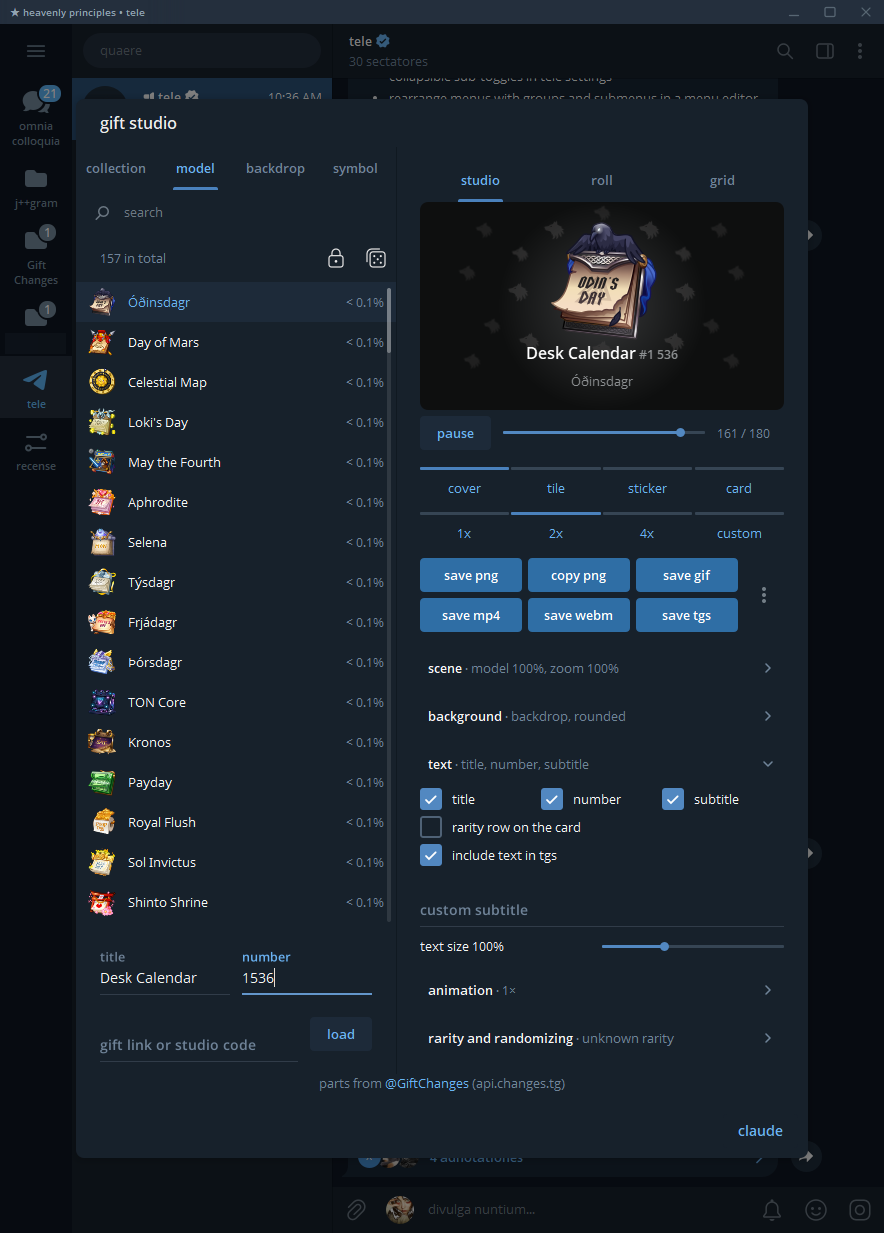 ★ heavenly principles • tele
quaere
tele
30 sectatores
21
omnia
colloquia
j++gram
1
Gift
Changes
1
tele
recense
tele
10:36 AM
collapsible sub-toggles in tele settings
rearrange menus with groups and submenus in a menu editor
gift studio
collection
model
backdrop
symbol
search
157 in total
Óðinsdagr < 0.1%
Day of Mars < 0.1%
Celestial Map < 0.1%
Loki's Day < 0.1%
May the Fourth < 0.1%
Aphrodite < 0.1%
Selena < 0.1%
Týsdagr < 0.1%
Frjádagr < 0.1%
Þórsdagr < 0.1%
TON Core < 0.1%
Kronos < 0.1%
Payday < 0.1%
Royal Flush < 0.1%
Sol Invictus < 0.1%
Shinto Shrine < 0.1%
title
Desk Calendar
number
1536
gift link or studio code
load
studio
roll
grid
ODIN'S
DAY
Desk Calendar #1 536
Óðinsdagr
pause
161 / 180
cover
tile
sticker
card
1x
2x
4x
custom
save png
copy png
save gif
save mp4
save webm
save tgs
scene · model 100%, zoom 100%
background · backdrop, rounded
text · title, number, subtitle
title
number
subtitle
rarity row on the card
include text in tgs
custom subtitle
text size 100%
animation · 1×
rarity and randomizing · unknown rarity
parts from @GiftChanges (api.changes.tg)
claude
4 adnotationes
divulga nuntium...